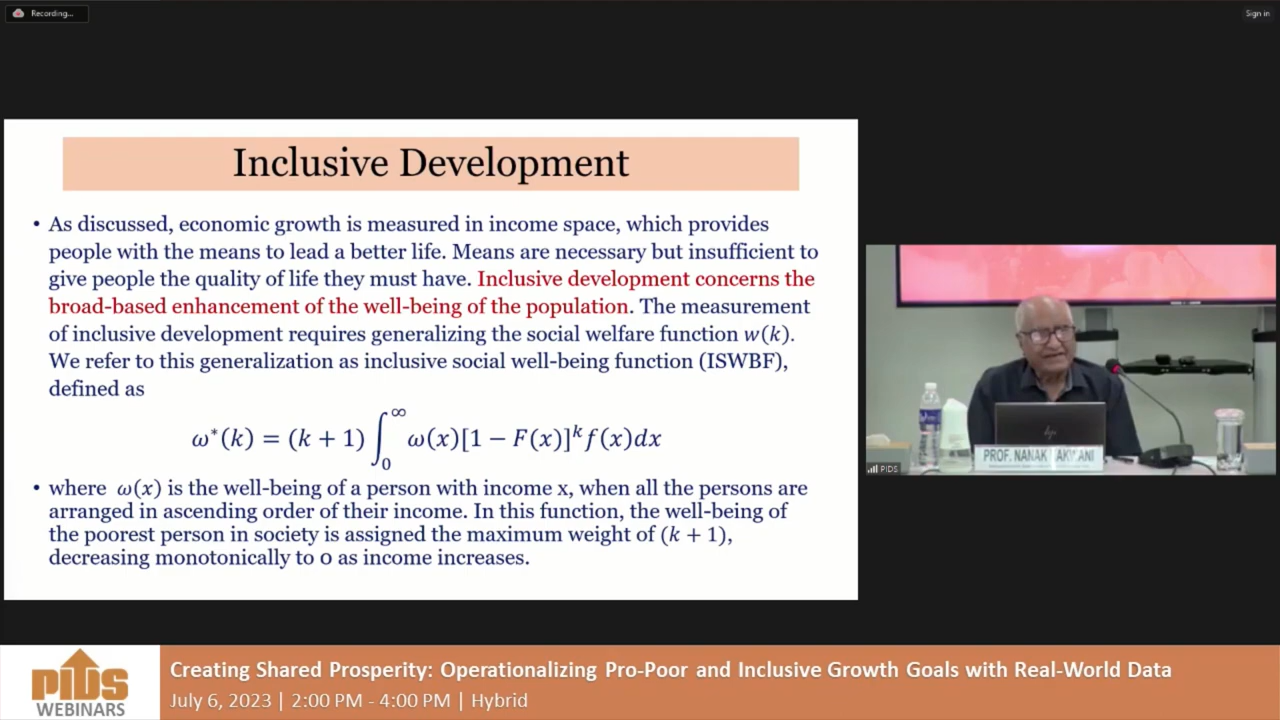 Recording...
Sign in
Inclusive Development
• As discussed, economic growth is measured in income space, which provides
people with the means to lead a better life. Means are necessary but insufficient to
give people the quality of life they must have. Inclusive development concerns the
broad-based enhancement of the well-being of the population. The measurement
of inclusive development requires generalizing the social welfare function w(k).
We refer to this generalization as inclusive social well-being function (ISWBF),
defined as
ω*(k) = (k + 1) ∫₀^∞ ω(x)[1 − F(x)]^k f(x)dx
• where ω(x) is the well-being of a person with income x, when all the persons are
arranged in ascending order of their income. In this function, the well-being of
the poorest person in society is assigned the maximum weight of (k + 1),
decreasing monotonically to 0 as income increases.
hp
PROF. NANAK KAKWANI
PIDS
PIDS
WEBINARS
Creating Shared Prosperity: Operationalizing Pro-Poor and Inclusive Growth Goals with Real-World Data
July 6, 2023 | 2:00 PM - 4:00 PM | Hybrid